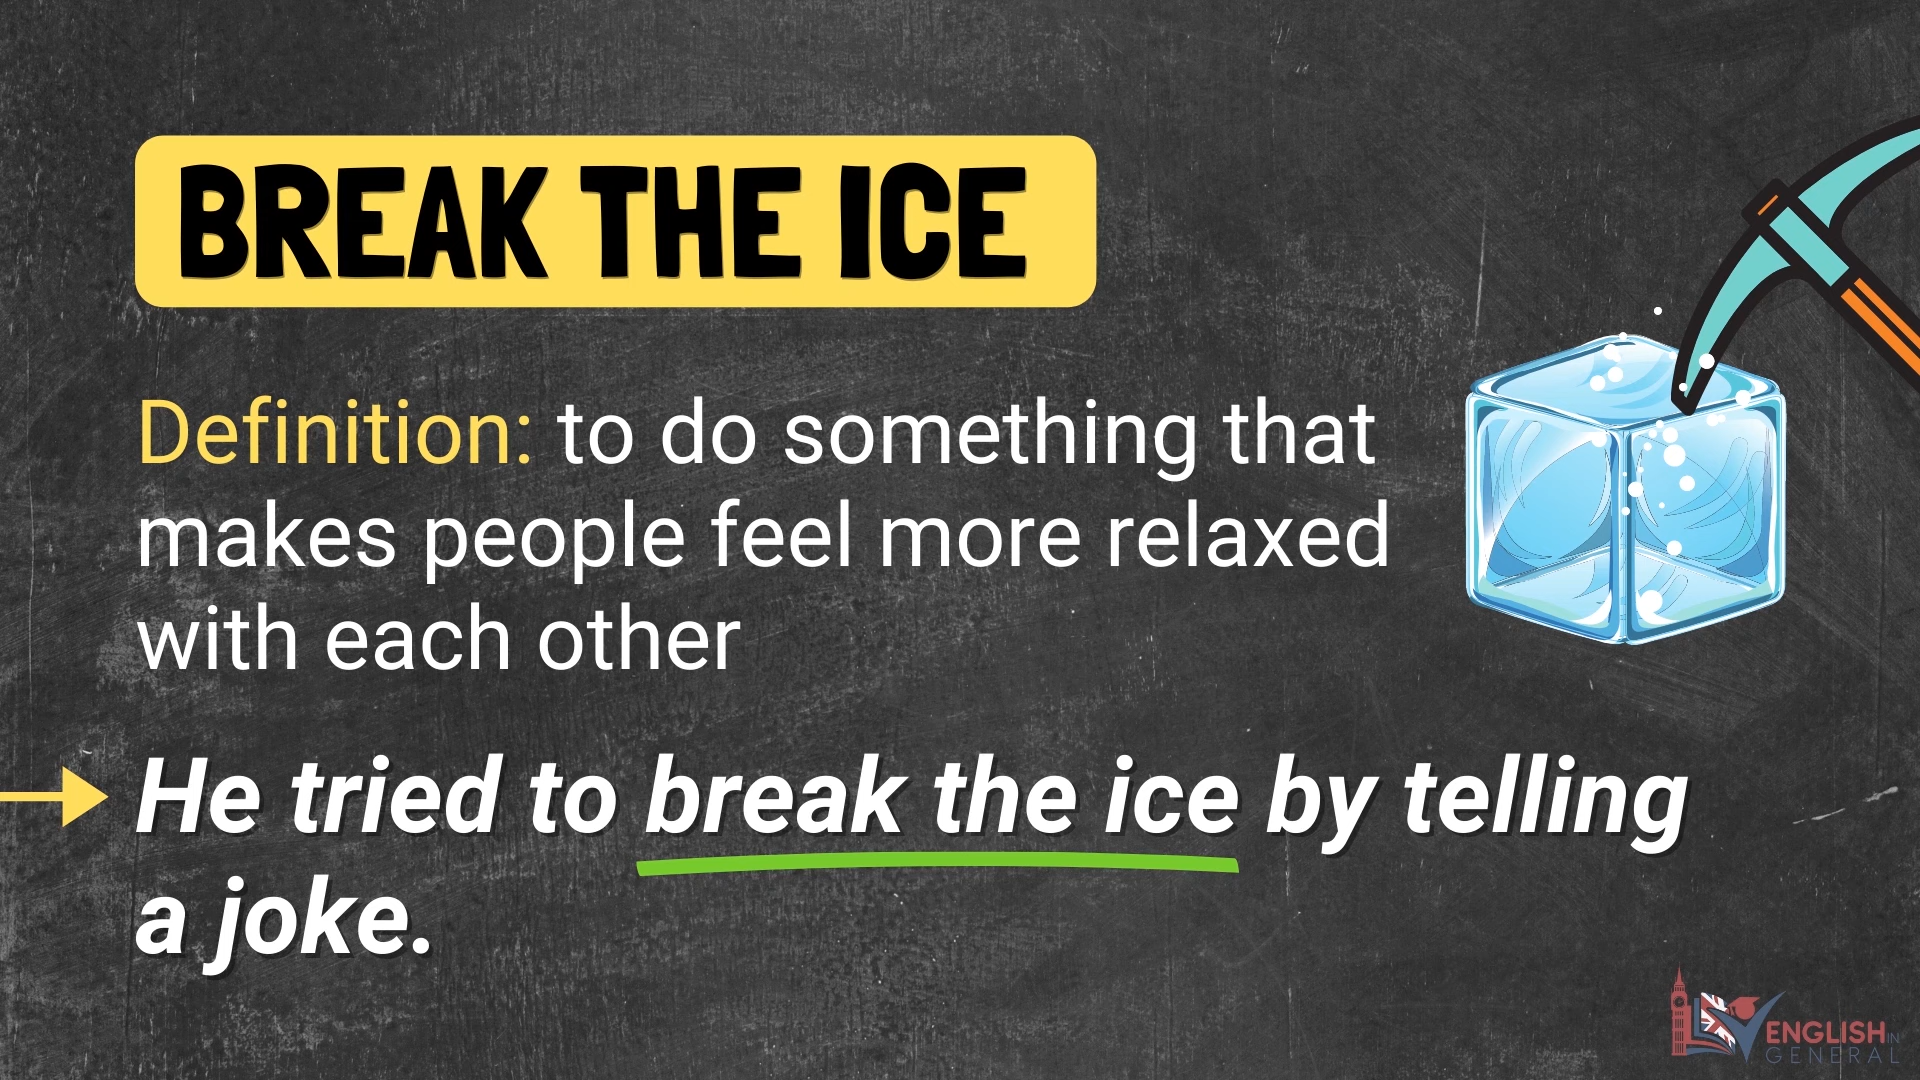 BREAK THE ICE
Definition: to do something that
makes people feel more relaxed
with each other
He tried to break the ice by telling
a joke.
ENGLISH IN
GENERAL